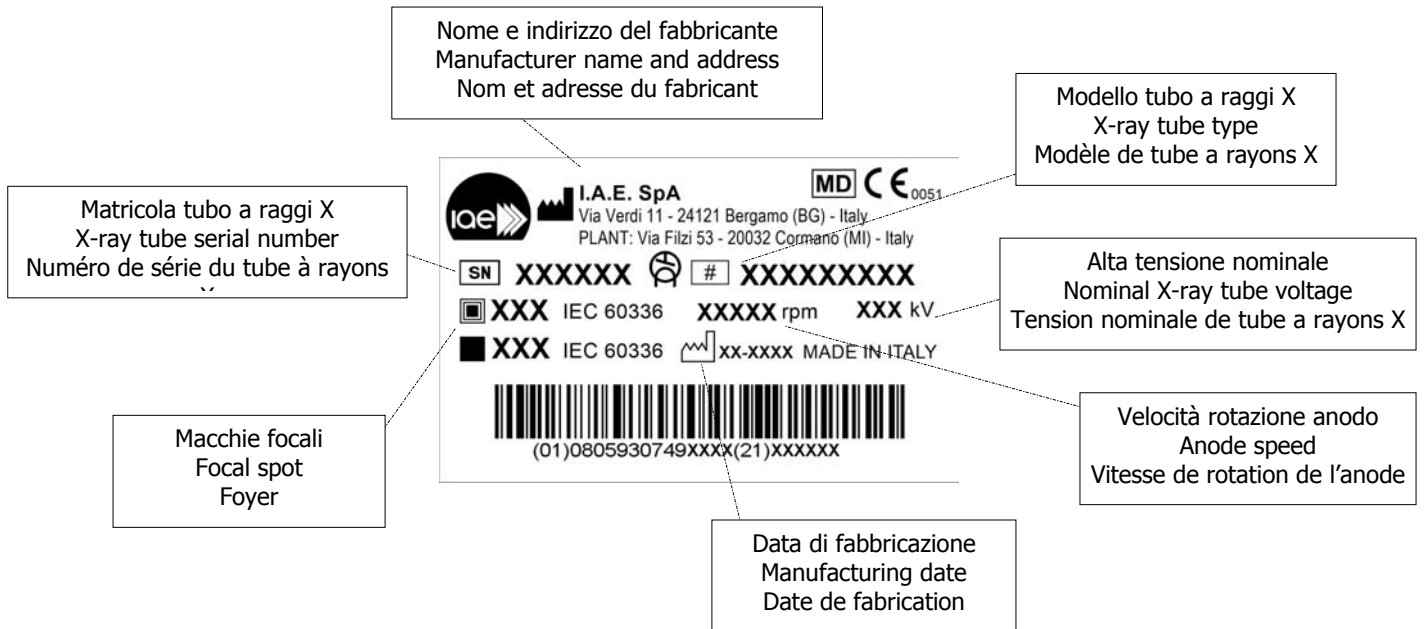 Nome e indirizzo del fabbricante
Manufacturer name and address
Nom et adresse du fabricant
Modello tubo a raggi X
X-ray tube type
Modèle de tube a rayons X
Matricola tubo a raggi X
X-ray tube serial number
Numéro de série du tube à rayons
iae
I.A.E. SpA
MD CE 0051
Via Verdi 11 - 24121 Bergamo (BG) - Italy
PLANT: Via Filzi 53 - 20032 Cormano (MI) - Italy
SN XXXXXX # XXXXXXXXX
XXX IEC 60336 XXXXX rpm XXX kV
XXX IEC 60336 xx-xxxx MADE IN ITALY
(01)0805930749XXXX(21)XXXXXX
Alta tensione nominale
Nominal X-ray tube voltage
Tension nominale de tube a rayons X
Macchie focali
Focal spot
Foyer
Velocità rotazione anodo
Anode speed
Vitesse de rotation de l’anode
Data di fabbricazione
Manufacturing date
Date de fabrication